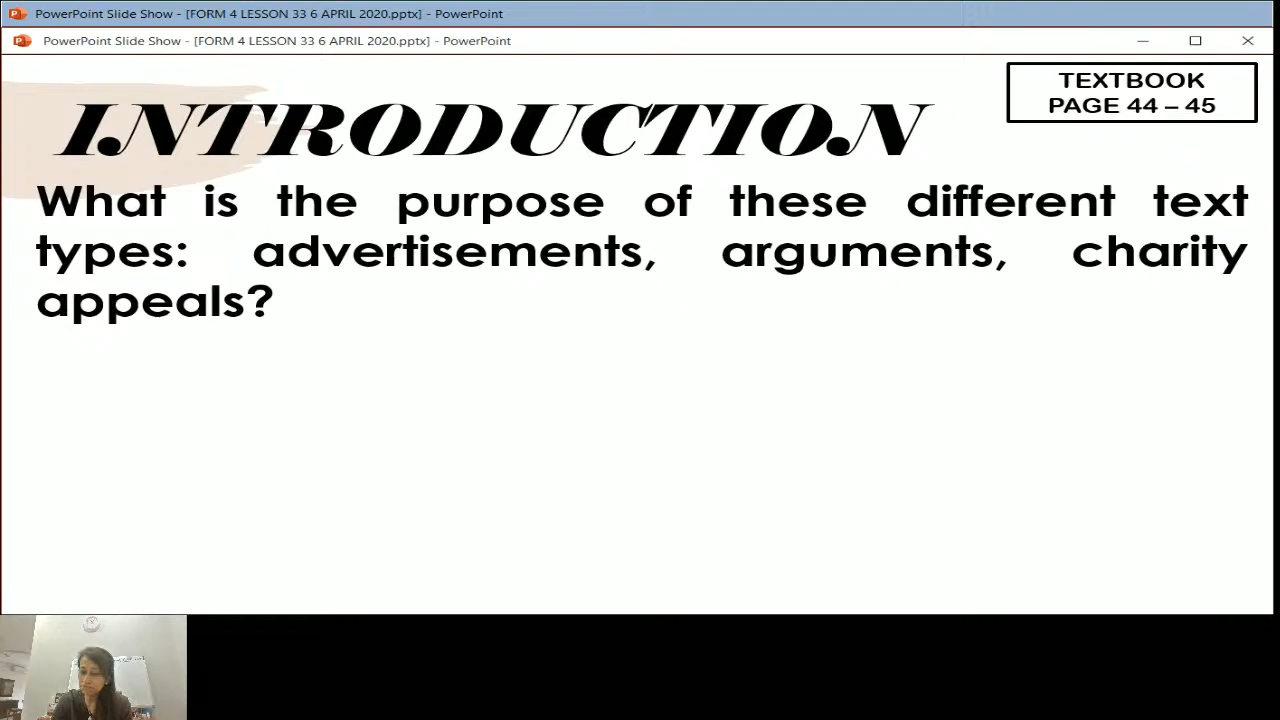 PowerPoint Slide Show - [FORM 4 LESSON 33 6 APRIL 2020.pptx] - PowerPoint
PowerPoint Slide Show - [FORM 4 LESSON 33 6 APRIL 2020.pptx] - PowerPoint
TEXTBOOK
PAGE 44 – 45
INTRODUCTION
What is the purpose of these different text
types: advertisements, arguments, charity
appeals?